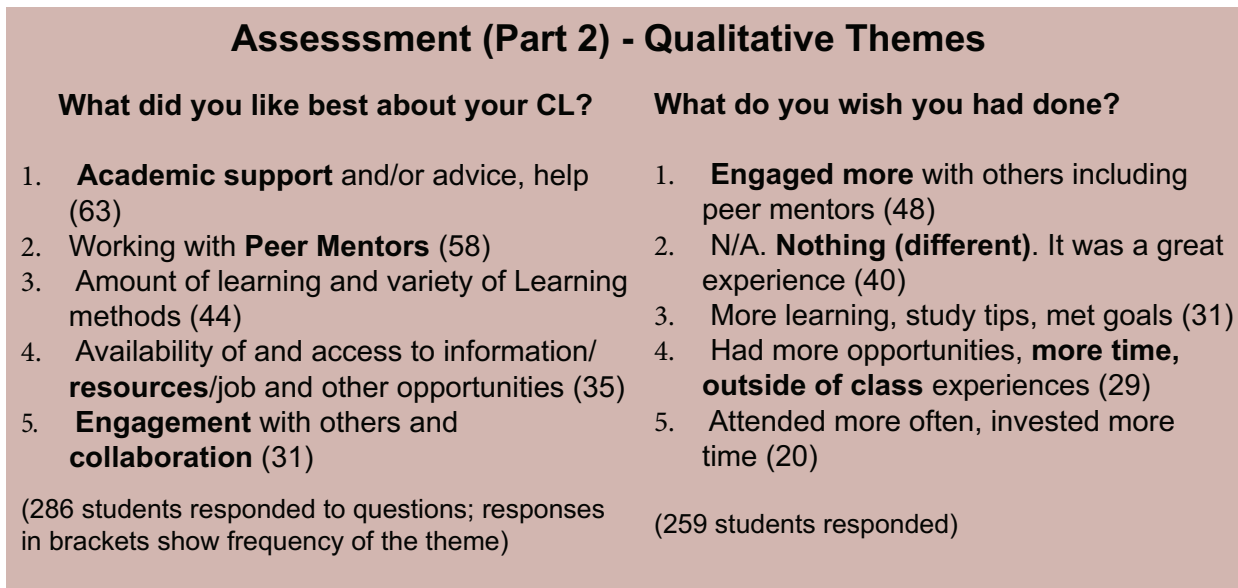 Assesssment (Part 2) - Qualitative Themes
What did you like best about your CL?
1. Academic support and/or advice, help
(63)
2. Working with Peer Mentors (58)
3. Amount of learning and variety of Learning
methods (44)
4. Availability of and access to information/
resources/job and other opportunities (35)
5. Engagement with others and
collaboration (31)
(286 students responded to questions; responses
in brackets show frequency of the theme)
What do you wish you had done?
1. Engaged more with others including
peer mentors (48)
2. N/A. Nothing (different). It was a great
experience (40)
3. More learning, study tips, met goals (31)
4. Had more opportunities, more time,
outside of class experiences (29)
5. Attended more often, invested more
time (20)
(259 students responded)